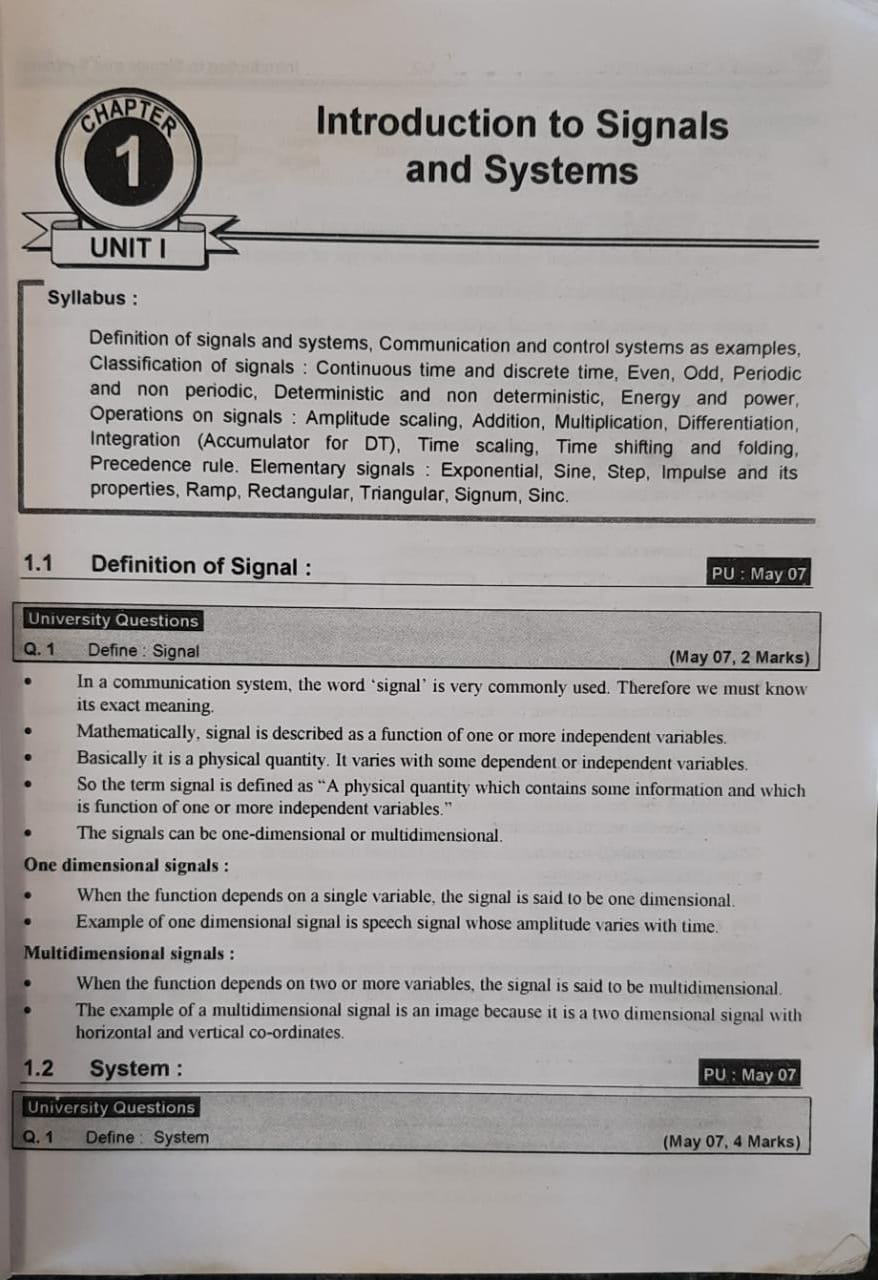 CHAPTER
1
UNIT I
Introduction to Signals
and Systems
Syllabus :
Definition of signals and systems, Communication and control systems as examples,
Classification of signals : Continuous time and discrete time, Even, Odd, Periodic
and non periodic, Deterministic and non deterministic, Energy and power,
Operations on signals : Amplitude scaling, Addition, Multiplication, Differentiation,
Integration (Accumulator for DT), Time scaling, Time shifting and folding,
Precedence rule. Elementary signals : Exponential, Sine, Step, Impulse and its
properties, Ramp, Rectangular, Triangular, Signum, Sinc.
1.1 Definition of Signal : PU : May 07
University Questions
Q. 1 Define : Signal (May 07, 2 Marks)
• In a communication system, the word ‘signal’ is very commonly used. Therefore we must know
its exact meaning.
• Mathematically, signal is described as a function of one or more independent variables.
• Basically it is a physical quantity. It varies with some dependent or independent variables.
• So the term signal is defined as “A physical quantity which contains some information and which
is function of one or more independent variables.”
• The signals can be one-dimensional or multidimensional.
One dimensional signals :
• When the function depends on a single variable, the signal is said to be one dimensional.
• Example of one dimensional signal is speech signal whose amplitude varies with time.
Multidimensional signals :
• When the function depends on two or more variables, the signal is said to be multidimensional.
• The example of a multidimensional signal is an image because it is a two dimensional signal with
horizontal and vertical co-ordinates.
1.2 System : PU : May 07
University Questions
Q. 1 Define : System (May 07, 4 Marks)